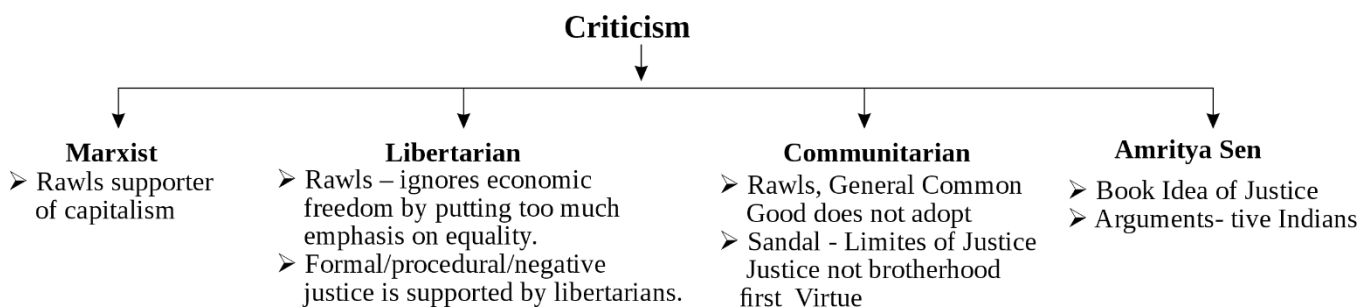 Criticism
Marxist
➢ Rawls supporter
of capitalism
Libertarian
➢ Rawls – ignores economic
freedom by putting too much
emphasis on equality.
➢ Formal/procedural/negative
justice is supported by libertarians.
Communitarian
➢ Rawls, General Common
Good does not adopt
➢ Sandal - Limites of Justice
Justice not brotherhood
first Virtue
Amritya Sen
➢ Book Idea of Justice
➢ Arguments- tive Indians